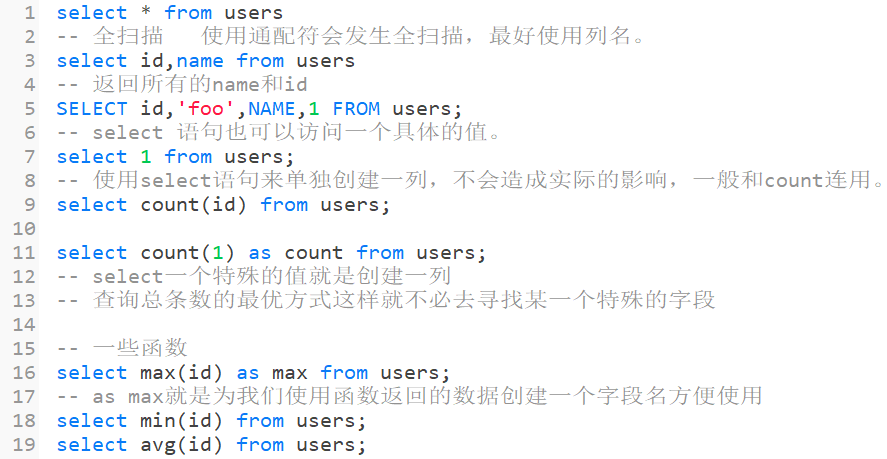 1 select * from users
2 -- 全扫描   使用通配符会发生全扫描，最好使用列名。
3 select id,name from users
4 -- 返回所有的name和id
5 SELECT id,'foo',NAME,1 FROM users;
6 -- select 语句也可以访问一个具体的值。
7 select 1 from users;
8 -- 使用select语句来单独创建一列，不会造成实际的影响，一般和count连用。
9 select count(id) from users;
10
11 select count(1) as count from users;
12 -- select一个特殊的值就是创建一列
13 -- 查询总条数的最优方式这样就不必去寻找某一个特殊的字段
14
15 -- 一些函数
16 select max(id) as max from users;
17 -- as max就是为我们使用函数返回的数据创建一个字段名方便使用
18 select min(id) from users;
19 select avg(id) from users;